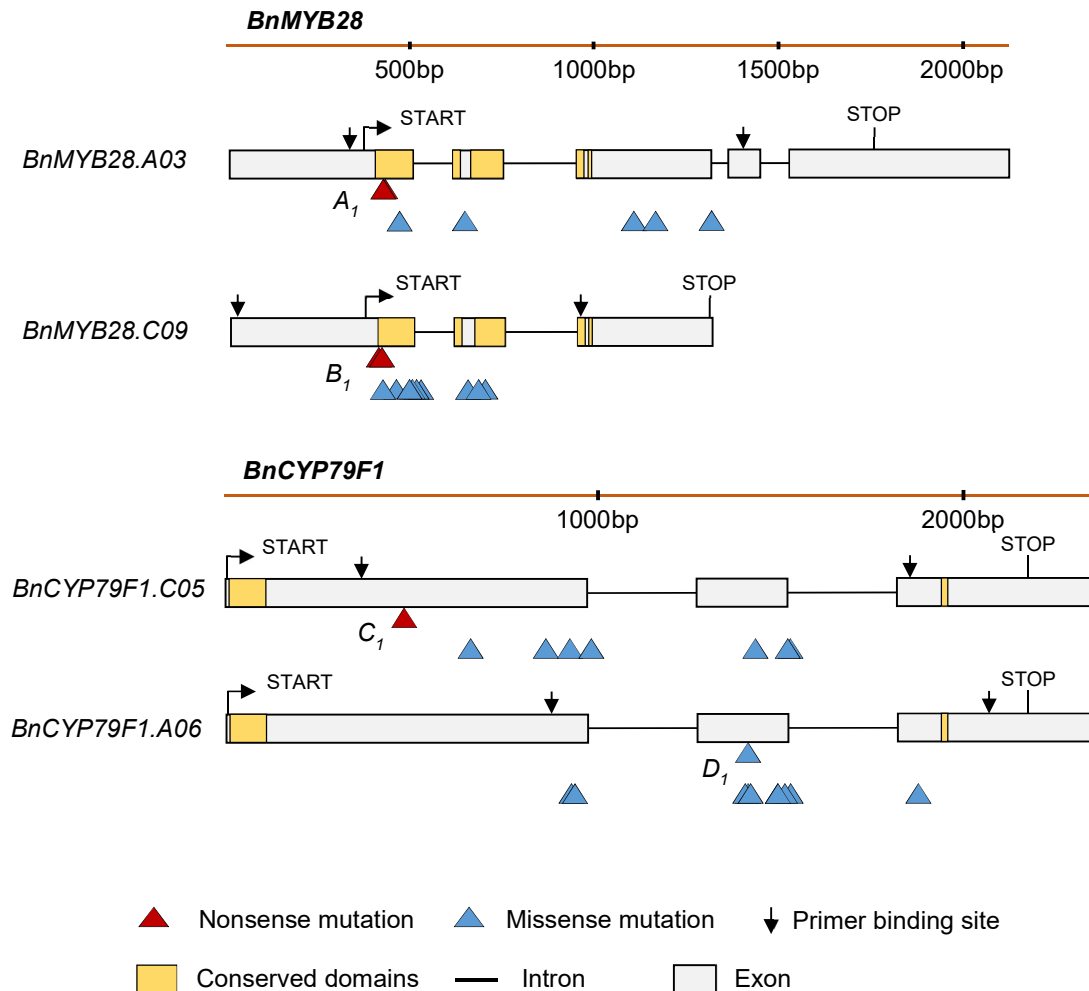 BnMYB28
500bp 1000bp 1500bp 2000bp
START STOP
BnMYB28.A03
A1
START STOP
BnMYB28.C09
B1
BnCYP79F1
1000bp 2000bp
START STOP
BnCYP79F1.C05
C1
START STOP
BnCYP79F1.A06
D1
Nonsense mutation Missense mutation Primer binding site
Conserved domains Intron Exon